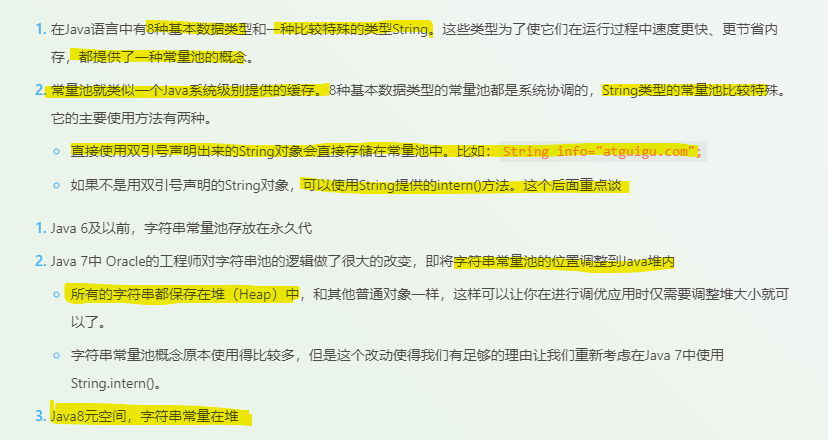 1. 在Java语言中有8种基本数据类型和一种比较特殊的类型String。这些类型为了使它们在运行过程中速度更快、更节省内
存，都提供了一种常量池的概念。
2. 常量池就类似一个Java系统级别提供的缓存。8种基本数据类型的常量池都是系统协调的，String类型的常量池比较特殊。
它的主要使用方法有两种。
直接使用双引号声明出来的String对象会直接存储在常量池中。比如： String info="atguigu.com";
如果不是用双引号声明的String对象，可以使用String提供的intern()方法。这个后面重点谈
1. Java 6及以前，字符串常量池存放在永久代
2. Java 7中 Oracle的工程师对字符串池的逻辑做了很大的改变，即将字符串常量池的位置调整到Java堆内
所有的字符串都保存在堆（Heap）中，和其他普通对象一样，这样可以让你在进行调优应用时仅需要调整堆大小就可
以了。
字符串常量池概念原本使用得比较多，但是这个改动使得我们有足够的理由让我们重新考虑在Java 7中使用
String.intern()。
3. Java8元空间，字符串常量在堆